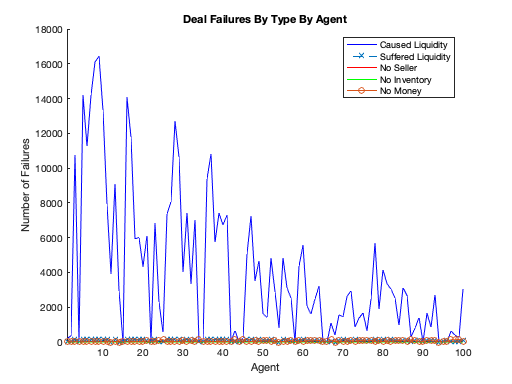 Deal Failures By Type By Agent
18000
16000
14000
12000
10000
8000
6000
4000
2000
0
Number of Failures
Caused Liquidity
Suffered Liquidity
No Seller
No Inventory
No Money
10 20 30 40 50 60 70 80 90 100
Agent